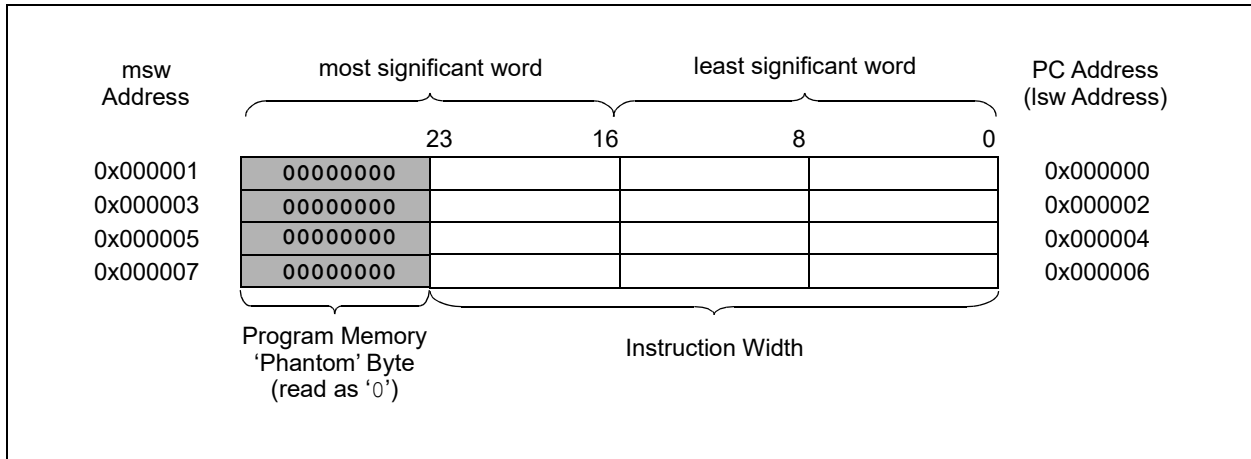 msw
Address
most significant word
least significant word
PC Address
(lsw Address)
23
16
8
0
0x000001
00000000
0x000000
0x000003
00000000
0x000002
0x000005
00000000
0x000004
0x000007
00000000
0x000006
Program Memory
‘Phantom’ Byte
(read as ‘0’)
Instruction Width